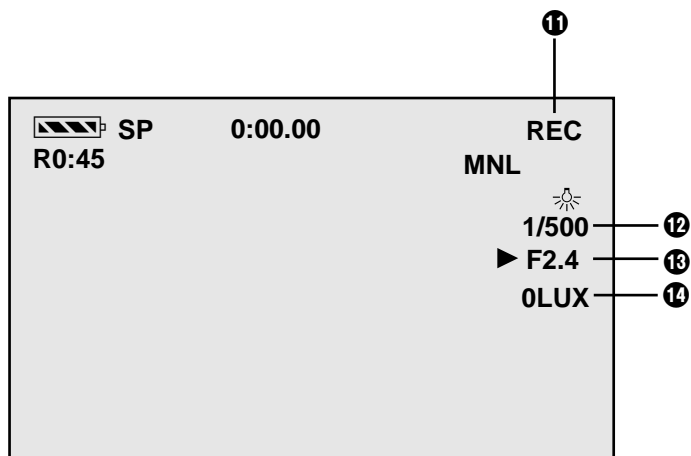 ⓫
SP 0:00.00 REC
R0:45 MNL
1/500 ⓬
▶ F2.4 ⓭
0LUX ⓮